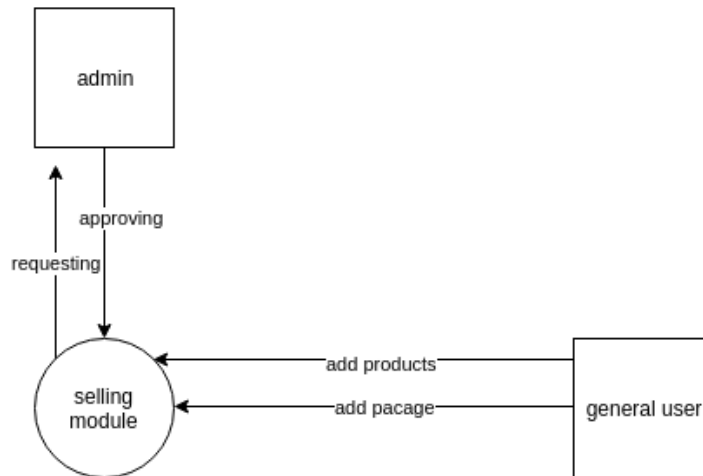 admin
approving
requesting
add products
selling
module
add pacage
general user